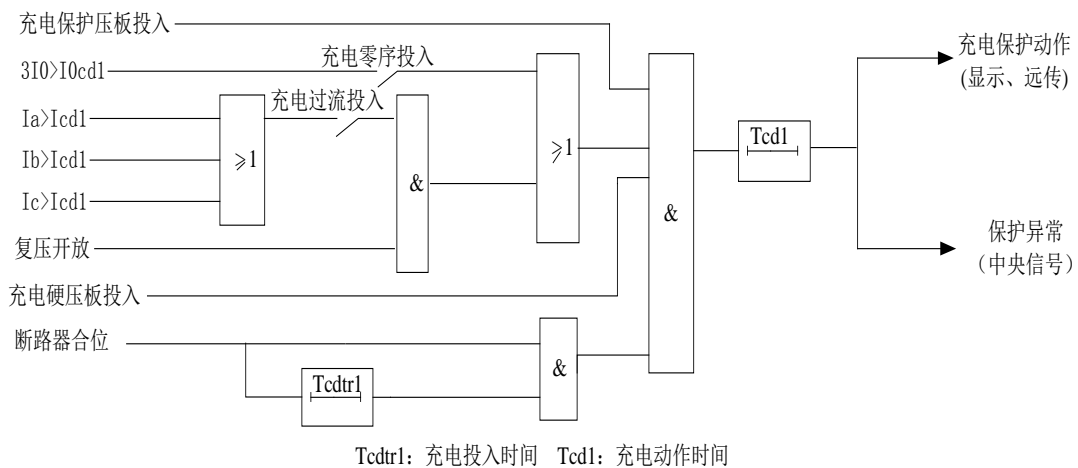 充电保护压板投入
3I0>I0cd1
充电零序投入
Ia>Icd1
充电过流投入
Ib>Icd1
Ic>Icd1
⩾1
&
⩾1
复压开放
充电硬压板投入
断路器合位
Tcdtr1
&
&
Tcd1
充电保护动作
(显示、远传)
保护异常
（中央信号）
Tcdtr1：充电投入时间 Tcd1：充电动作时间